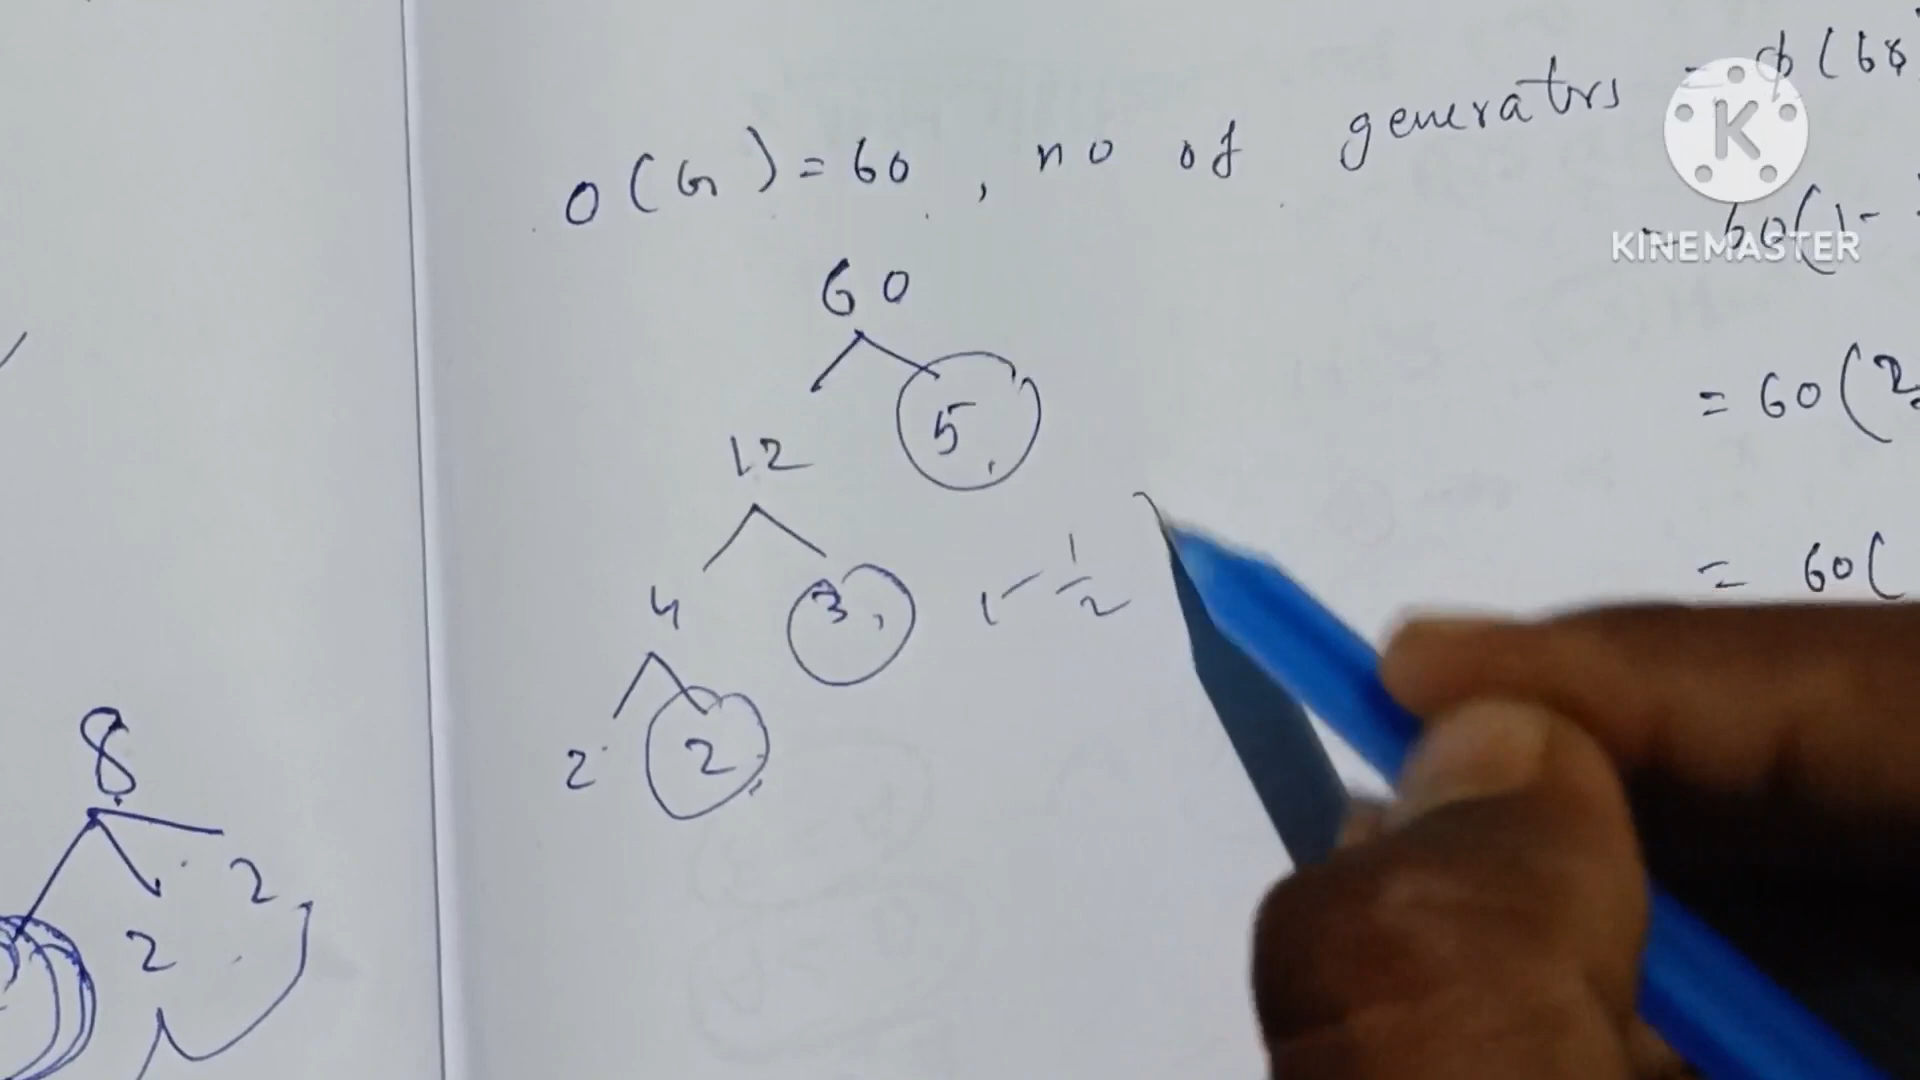 O(G) = 60, no of generators = φ(60
= 60(1-
60
= 60(2
12 5,
= 60(
4 3, 1 - 1/2
2 2,
8
2
2
K
KINEMASTER